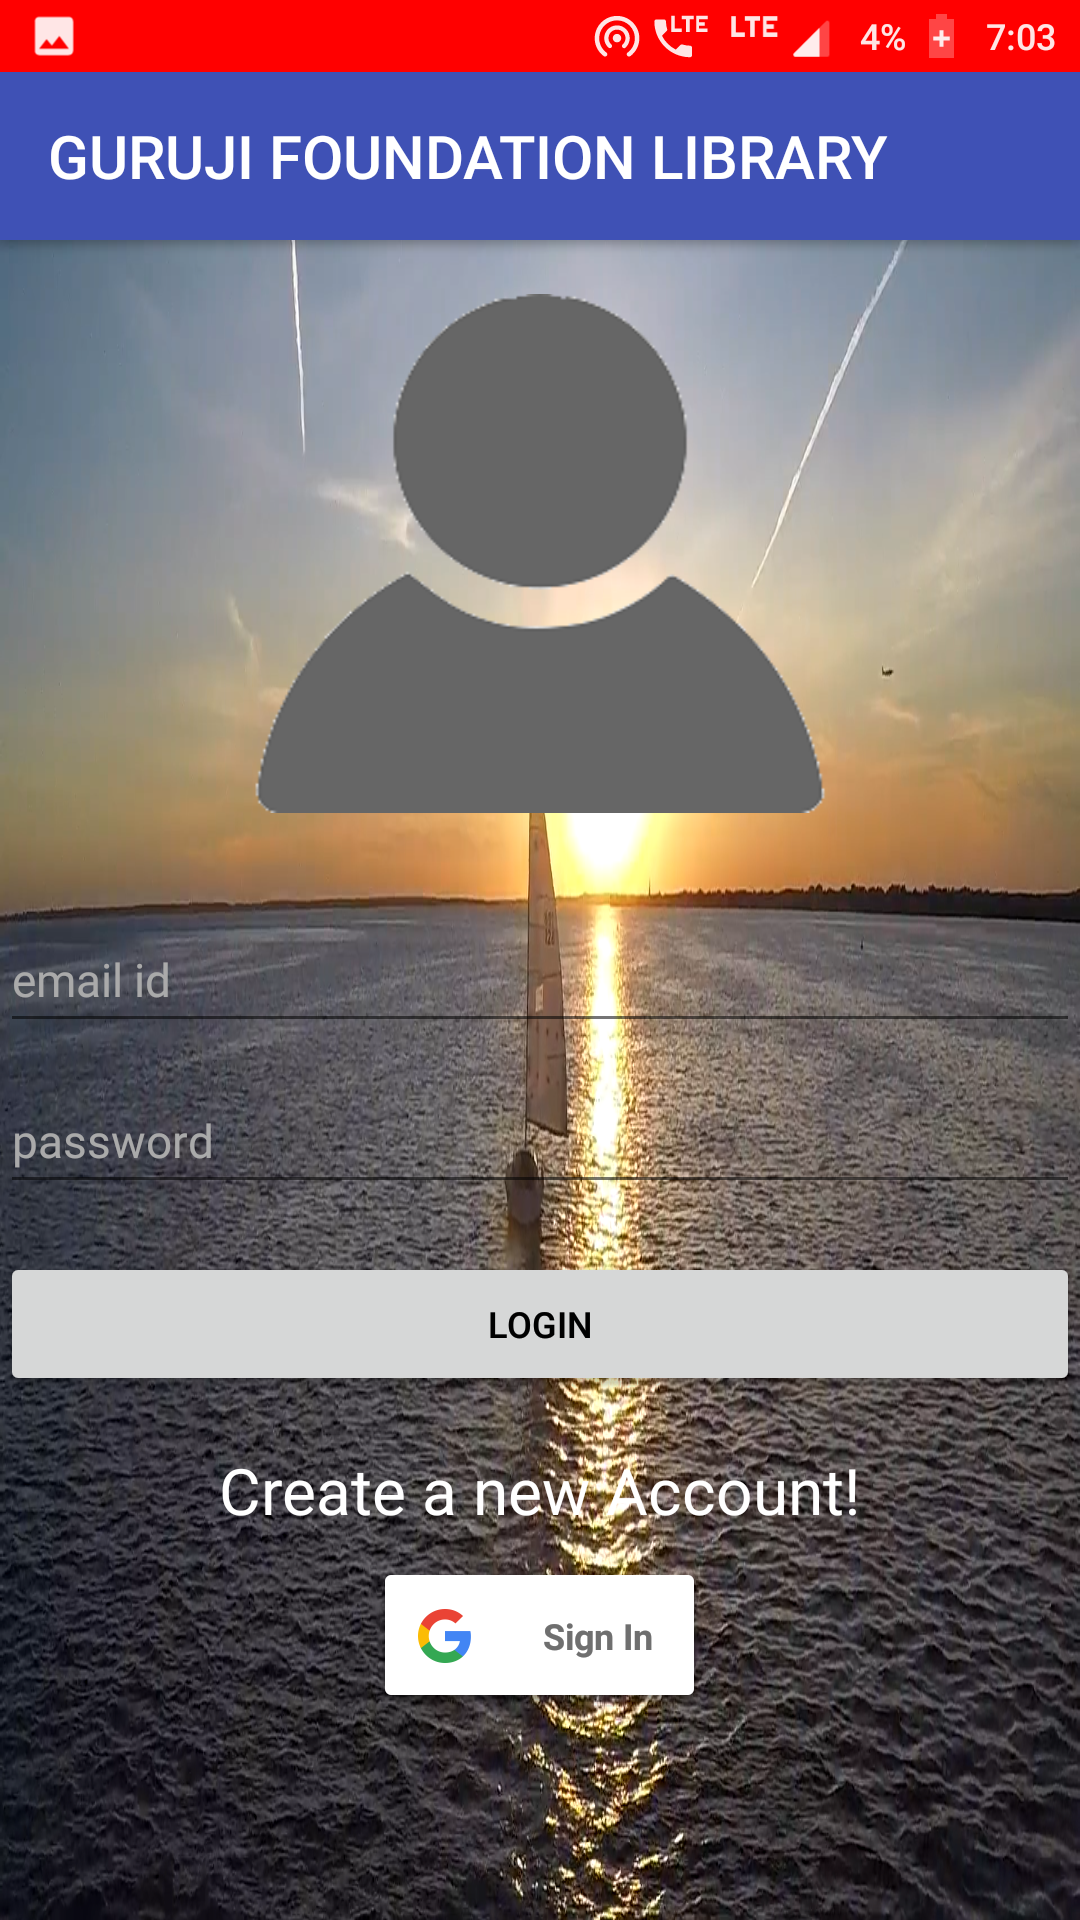 LTE LTE 4% 7:03
GURUJI FOUNDATION LIBRARY
email id
password
LOGIN
Create a new Account!
Sign In